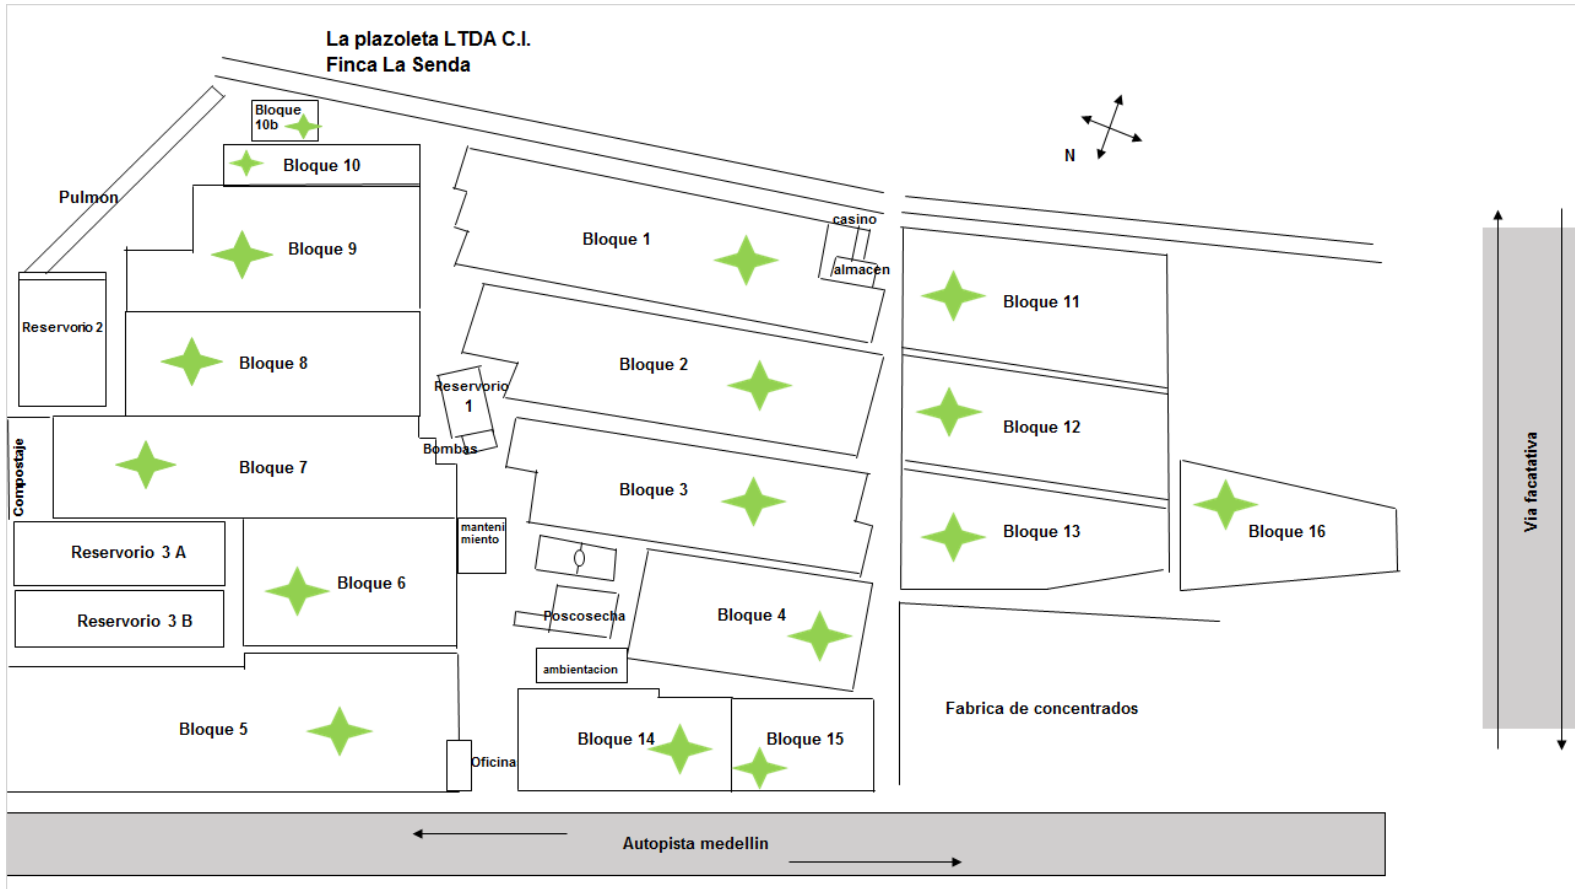 La plazoleta LTDA C.I.
Finca La Senda
Bloque
10b
Bloque 10
N
Pulmon
casino
Bloque 1
Bloque 9
almacen
Bloque 11
Reservorio 2
Bloque 8
Bloque 2
Reservorio
1
Bloque 12
Bombas
Compostaje
Bloque 7
Bloque 3
Via facatativa
manteni
miento
Bloque 13
Bloque 16
Reservorio 3 A
Bloque 6
Poscosecha
Bloque 4
Reservorio 3 B
ambientacion
Fabrica de concentrados
Bloque 5
Bloque 14
Bloque 15
Oficina
Autopista medellin